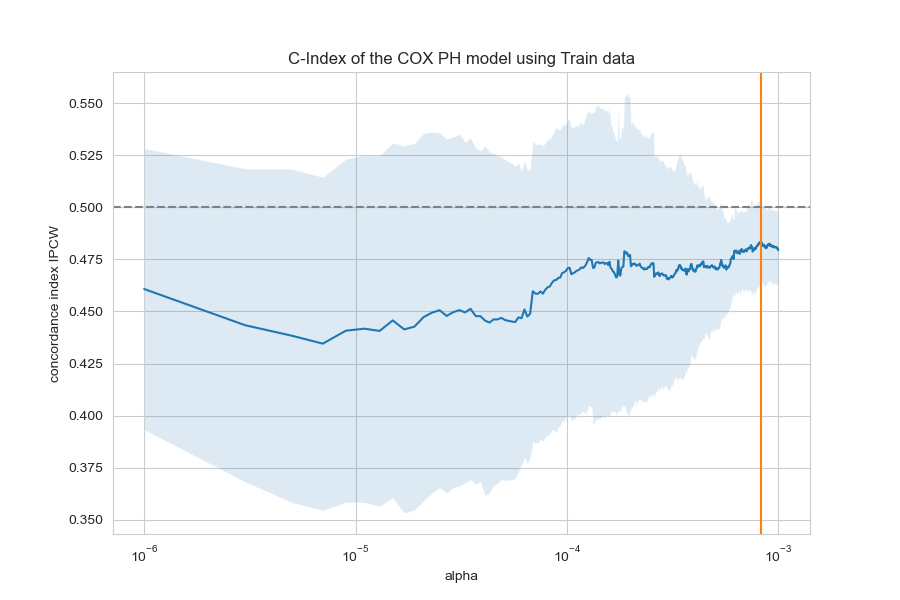 C-Index of the COX PH model using Train data
concordance index IPCW
0.550
0.525
0.500
0.475
0.450
0.425
0.400
0.375
0.350
10⁻⁶ 10⁻⁵ 10⁻⁴ 10⁻³
alpha